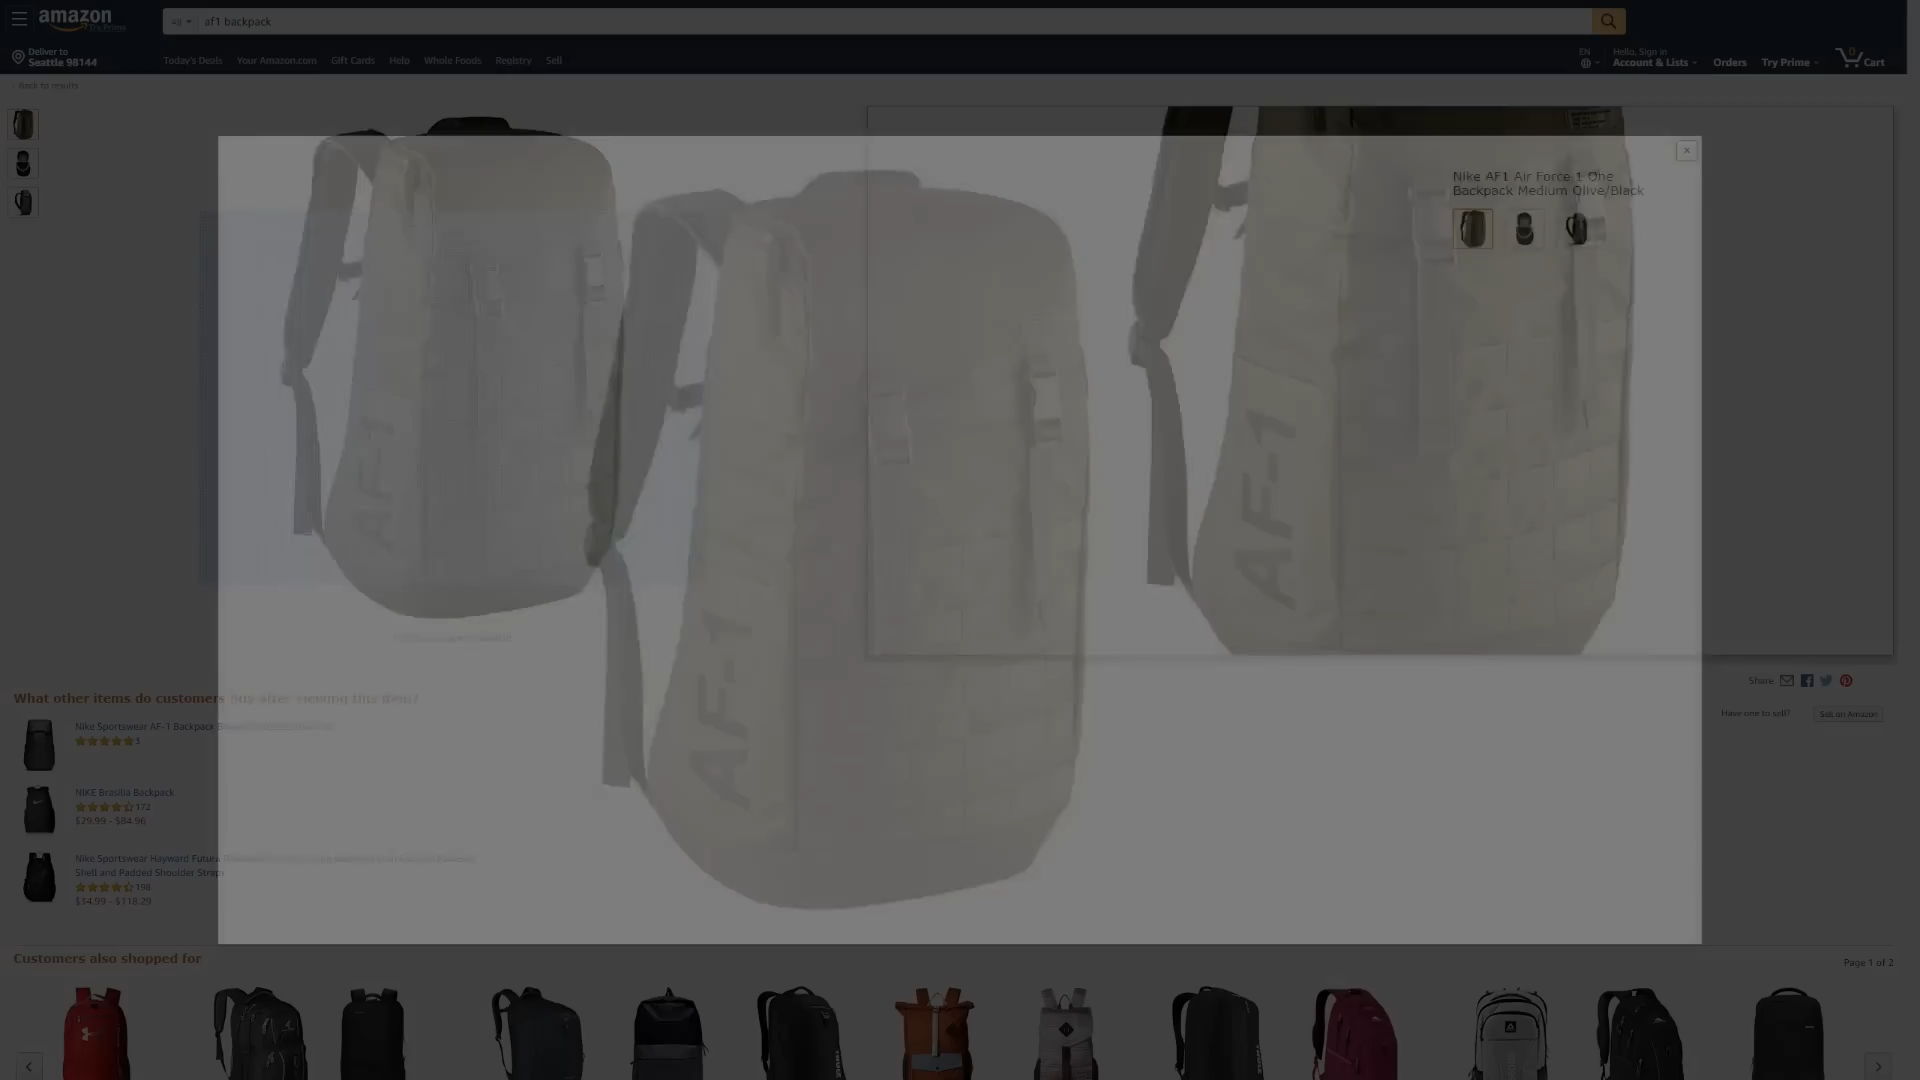 amazon
Try Prime
All
af1 backpack
Deliver to
Seattle 98144
Today's Deals
Your Amazon.com
Gift Cards
Help
Whole Foods
Registry
Sell
EN
Hello, Sign in
Account & Lists
Orders
Try Prime
0
Cart
Back to results
Nike AF1 Air Force 1 One
Backpack Medium Olive/Black
AF-1
AF-1
AF-1
Share
Have one to sell?
Sell on Amazon
What other items do customers buy after viewing this item?
Nike Sportswear AF-1 Backpack
3
NIKE Brasilia Backpack
172
$29.99 - $84.96
Nike Sportswear Hayward Futura
Shell and Padded Shoulder Straps
198
$34.99 - $118.29
Customers also shopped for
Page 1 of 2